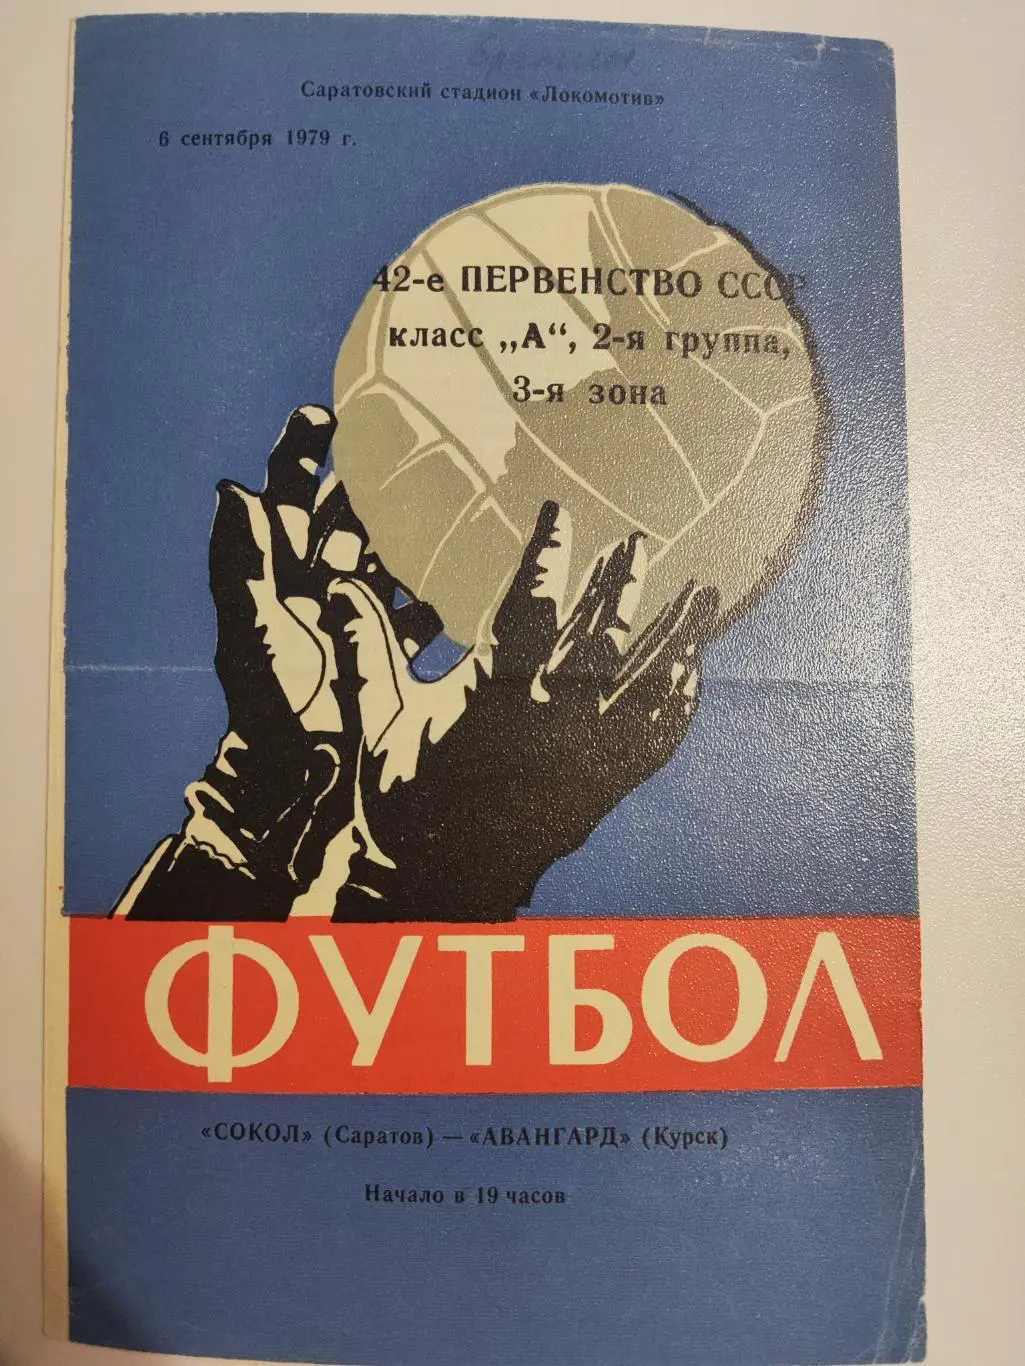 Саратовский стадион «Локомотив»
6 сентября 1979 г.
42-е ПЕРВЕНСТВО СССР
класс „А“, 2-я группа,
3-я зона
ФУТБОЛ
«СОКОЛ» (Саратов) — «АВАНГАРД» (Курск)
Начало в 19 часов